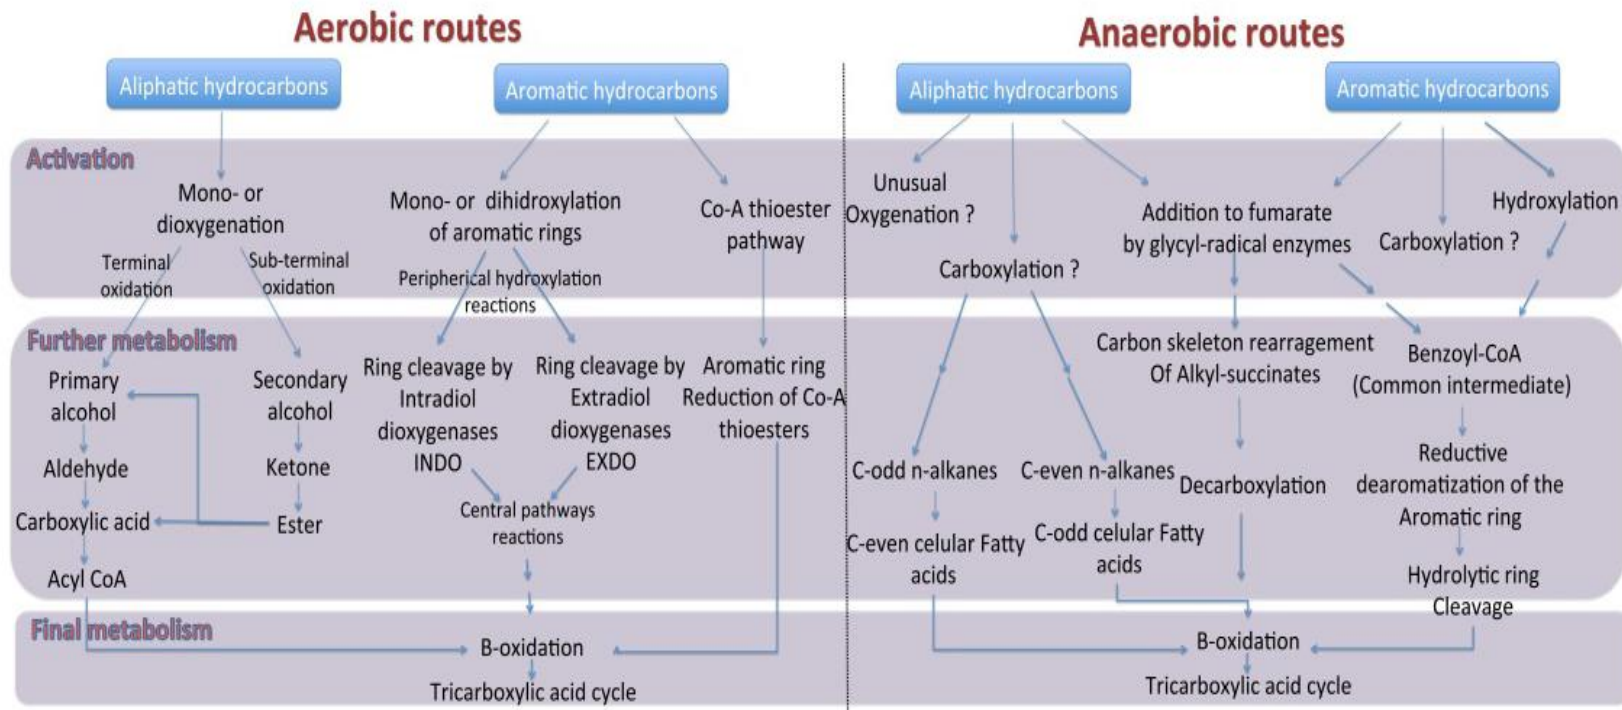 Aerobic routes
Aliphatic hydrocarbons
Aromatic hydrocarbons
Activation
Mono- or
dioxygenation
Terminal
oxidation
Sub-terminal
oxidation
Mono- or dihidroxylation
of aromatic rings
Peripherical hydroxylation
reactions
Co-A thioester
pathway
Further metabolism
Primary
alcohol
Aldehyde
Carboxylic acid
Acyl CoA
Secondary
alcohol
Ketone
Ester
Ring cleavage by
Intradiol
dioxygenases
INDO
Ring cleavage by
Extradiol
dioxygenases
EXDO
Central pathways
reactions
Aromatic ring
Reduction of Co-A
thioesters
Final metabolism
B-oxidation
Tricarboxylic acid cycle
Anaerobic routes
Aliphatic hydrocarbons
Aromatic hydrocarbons
Unusual
Oxygenation ?
Carboxylation ?
Addition to fumarate
by glycyl-radical enzymes
Carboxylation ?
Hydroxylation
C-odd n-alkanes
C-even celular Fatty
acids
C-even n-alkanes
C-odd celular Fatty
acids
Carbon skeleton rearragement
Of Alkyl-succinates
Decarboxylation
Benzoyl-CoA
(Common intermediate)
Reductive
dearomatization of the
Aromatic ring
Hydrolytic ring
Cleavage
B-oxidation
Tricarboxylic acid cycle